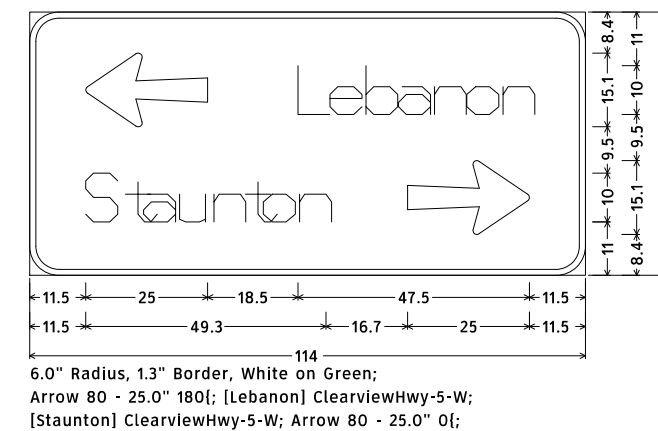 Lebanon
Staunton
8.4 15.1 9.5 10 11
11 10 9.5 15.1 8.4
11.5 25 18.5 47.5 11.5
11.5 49.3 16.7 25 11.5
114
6.0" Radius, 1.3" Border, White on Green;
Arrow 80 - 25.0" 180{; [Lebanon] ClearviewHwy-5-W;
[Staunton] ClearviewHwy-5-W; Arrow 80 - 25.0" 0{;